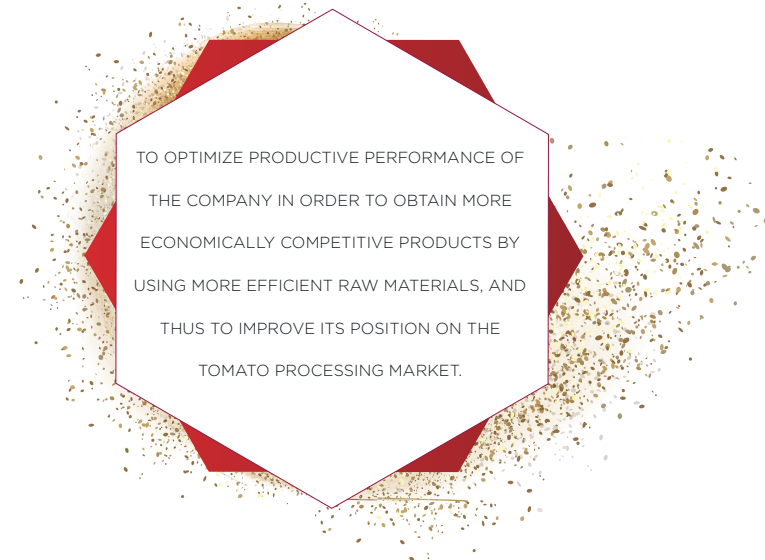 TO OPTIMIZE PRODUCTIVE PERFORMANCE OF
THE COMPANY IN ORDER TO OBTAIN MORE
ECONOMICALLY COMPETITIVE PRODUCTS BY
USING MORE EFFICIENT RAW MATERIALS, AND
THUS TO IMPROVE ITS POSITION ON THE
TOMATO PROCESSING MARKET.